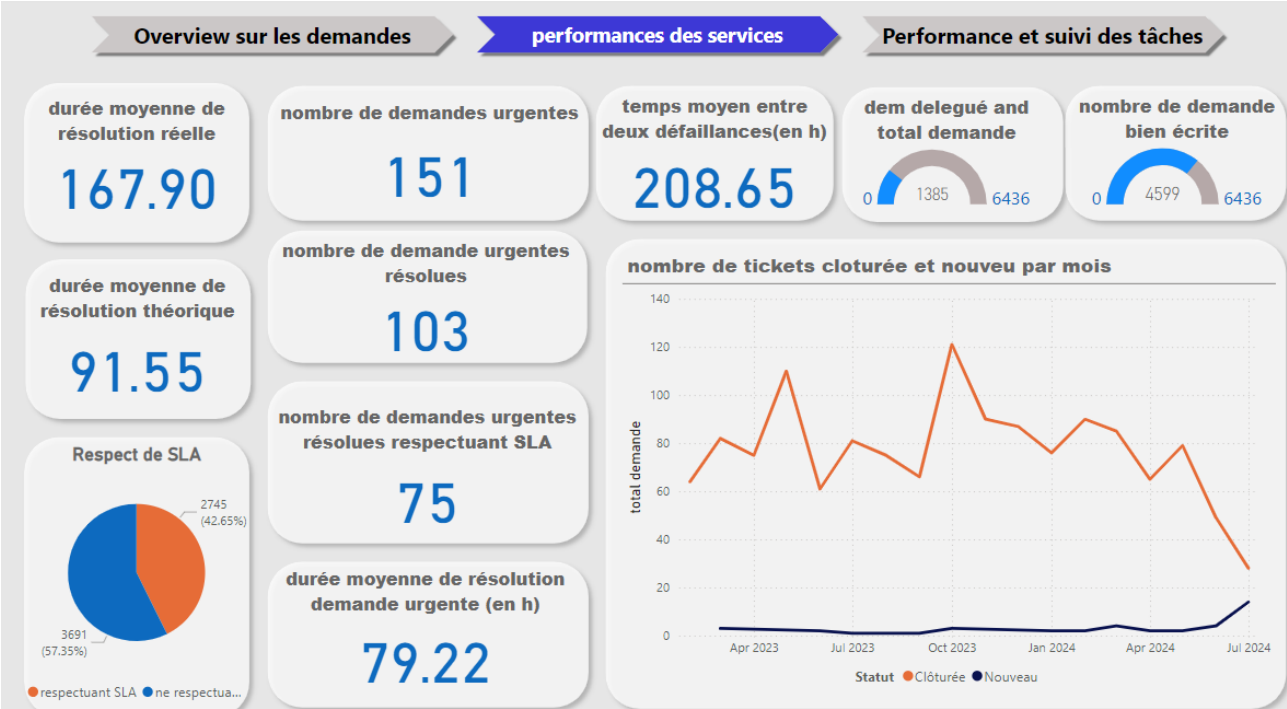 Overview sur les demandes
performances des services
Performance et suivi des tâches
durée moyenne de
résolution réelle
167.90
durée moyenne de
résolution théorique
91.55
Respect de SLA
2745
(42.65%)
3691
(57.35%)
respectuant SLA
ne respectua...
nombre de demandes urgentes
151
nombre de demande urgentes
résolues
103
nombre de demandes urgentes
résolues respectuant SLA
75
durée moyenne de résolution
demande urgente (en h)
79.22
temps moyen entre
deux défaillances(en h)
208.65
dem delegué and
total demande
1385
0
6436
nombre de demande
bien écrite
4599
0
6436
nombre de tickets cloturée et nouveu par mois
total demande
140
120
100
80
60
40
20
0
Apr 2023
Jul 2023
Oct 2023
Jan 2024
Apr 2024
Jul 2024
Statut
Clôturée
Nouveau